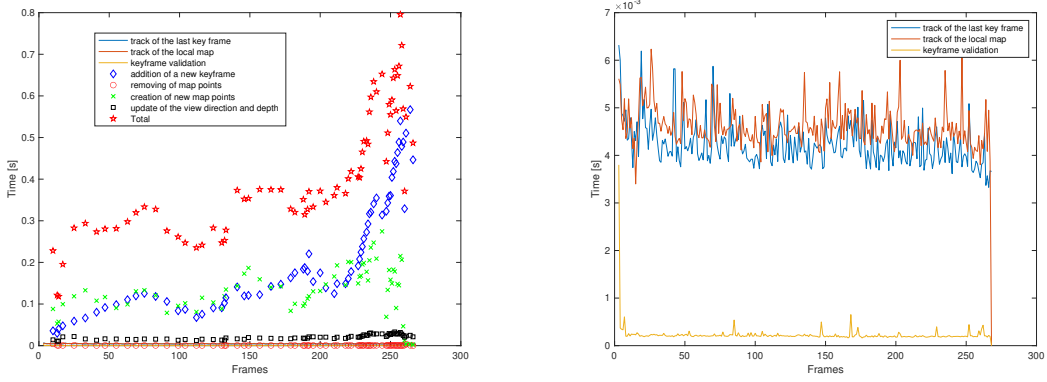 0.8
0.7
0.6
0.5
0.4
0.3
0.2
0.1
0
Time [s]
track of the last key frame
track of the local map
keyframe validation
addition of a new keyframe
removing of map points
creation of new map points
update of the view direction and depth
Total
0 50 100 150 200 250 300
Frames
×10⁻³
7
6
5
4
3
2
1
0
Time [s]
track of the last key frame
track of the local map
keyframe validation
0 50 100 150 200 250 300
Frames